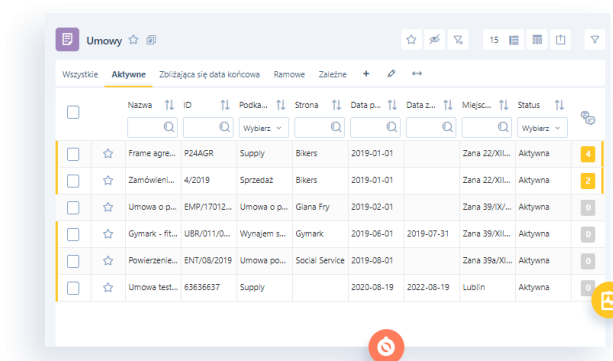 Umowy
15
Wszystkie Aktywne Zbliżająca się data końcowa Ramowe Zależne
Nazwa ID Podka... Strona Data p... Data z... Miejsc... Status
Wybierz Wybierz
Frame agre... P24AGR Supply Bikers 2019-01-01 Zana 22/XII... Aktywna 4
Zamówieni... 4/2019 Sprzedaż Bikers 2019-01-01 Zana 22/XII... Aktywna 2
Umowa o p... EMP/17012... Umowa o p... Giana Fry 2019-02-01 Zana 39/IX/... Aktywna 0
Gymark - fit... UBR/011/0... Wynajem s... Gymark 2019-06-01 2019-07-31 Zana 39/XII... Aktywna 0
Powierzenie... ENT/08/2019 Umowa po... Social Service 2019-08-01 Zana 39a/XI... Aktywna 0
Umowa test... 63636637 Supply 2020-08-19 2022-08-19 Lublin Aktywna 0